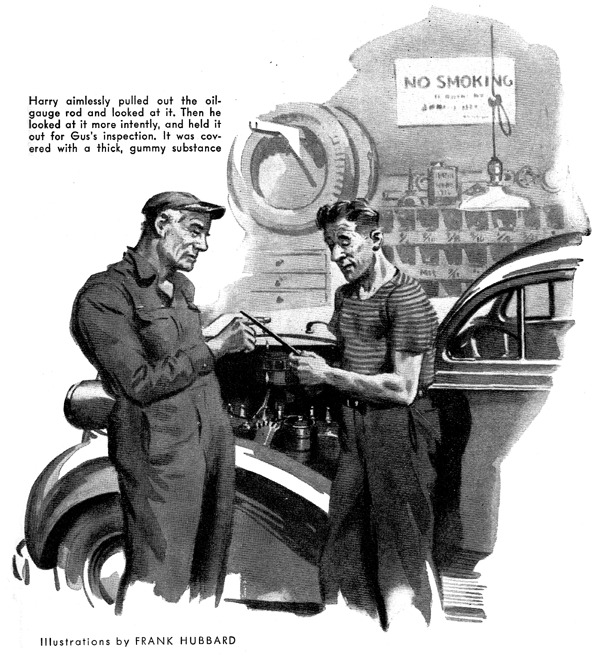 Harry aimlessly pulled out the oil-
gauge rod and looked at it. Then he
looked at it more intently, and held it
out for Gus's inspection. It was cov-
ered with a thick, gummy substance
NO SMOKING
Illustrations by FRANK HUBBARD